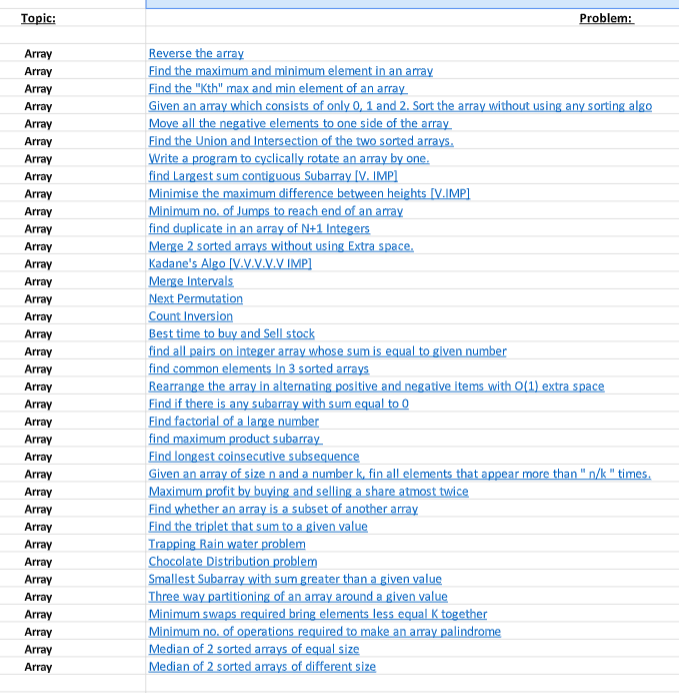 Topic: Problem:
Array Reverse the array
Array Find the maximum and minimum element in an array
Array Find the "Kth" max and min element of an array
Array Given an array which consists of only 0, 1 and 2. Sort the array without using any sorting algo
Array Move all the negative elements to one side of the array
Array Find the Union and Intersection of the two sorted arrays.
Array Write a program to cyclically rotate an array by one.
Array find Largest sum contiguous Subarray [V. IMP]
Array Minimise the maximum difference between heights [V.IMP]
Array Minimum no. of Jumps to reach end of an array
Array find duplicate in an array of N+1 Integers
Array Merge 2 sorted arrays without using Extra space.
Array Kadane's Algo [V.V.V.V.V IMP]
Array Merge Intervals
Array Next Permutation
Array Count Inversion
Array Best time to buy and Sell stock
Array find all pairs on integer array whose sum is equal to given number
Array find common elements In 3 sorted arrays
Array Rearrange the array in alternating positive and negative items with O(1) extra space
Array Find if there is any subarray with sum equal to 0
Array Find factorial of a large number
Array find maximum product subarray
Array Find longest coinsecutive subsequence
Array Given an array of size n and a number k, fin all elements that appear more than " n/k " times.
Array Maximum profit by buying and selling a share atmost twice
Array Find whether an array is a subset of another array
Array Find the triplet that sum to a given value
Array Trapping Rain water problem
Array Chocolate Distribution problem
Array Smallest Subarray with sum greater than a given value
Array Three way partitioning of an array around a given value
Array Minimum swaps required bring elements less equal K together
Array Minimum no. of operations required to make an array palindrome
Array Median of 2 sorted arrays of equal size
Array Median of 2 sorted arrays of different size